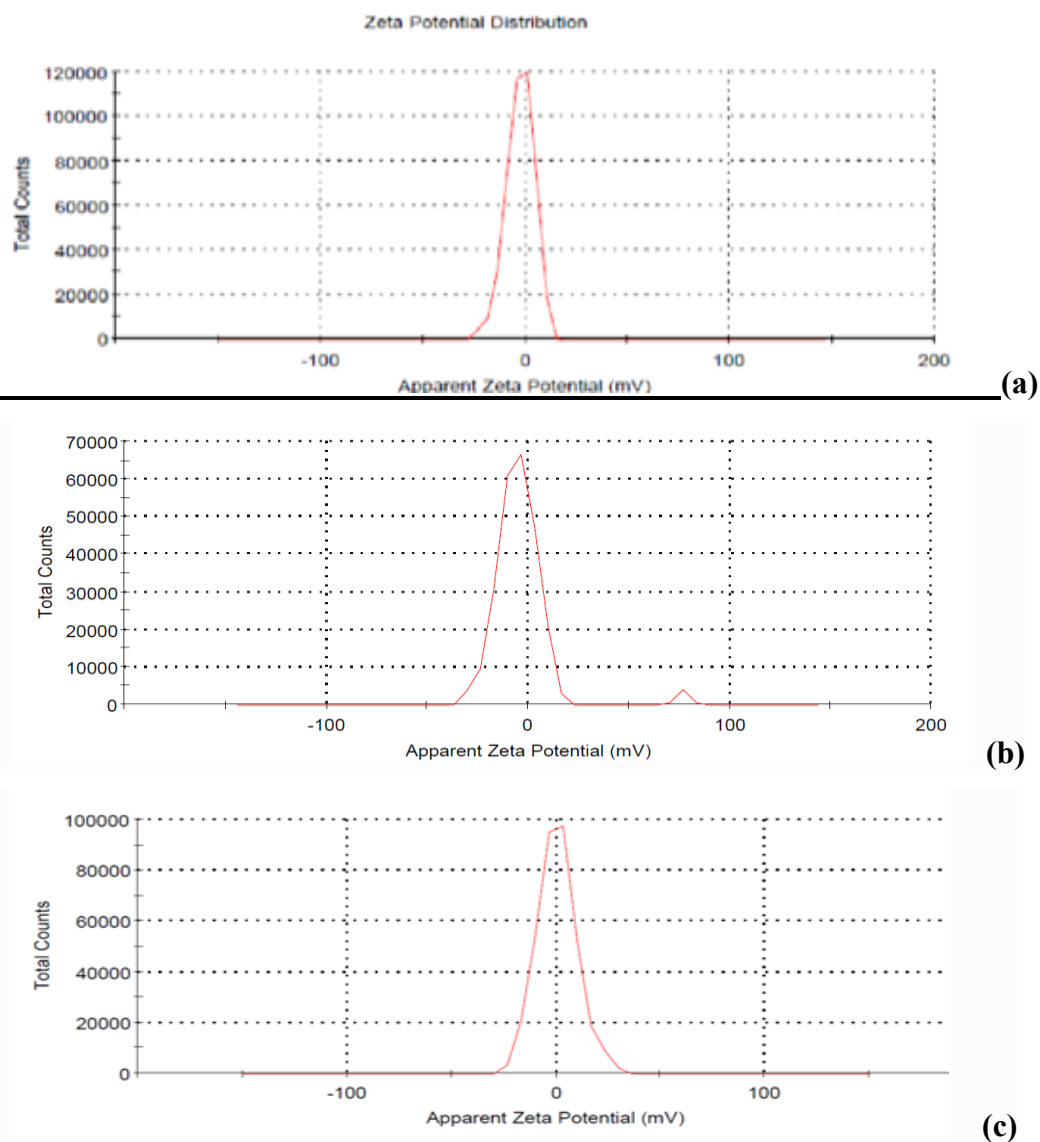 Zeta Potential Distribution
120000
100000
80000
60000
40000
20000
0
Total Counts
-100 0 100 200
Apparent Zeta Potential (mV)
(a)
70000
60000
50000
40000
30000
20000
10000
0
Total Counts
-100 0 100 200
Apparent Zeta Potential (mV)
(b)
100000
80000
60000
40000
20000
0
Total Counts
-100 0 100
Apparent Zeta Potential (mV)
(c)